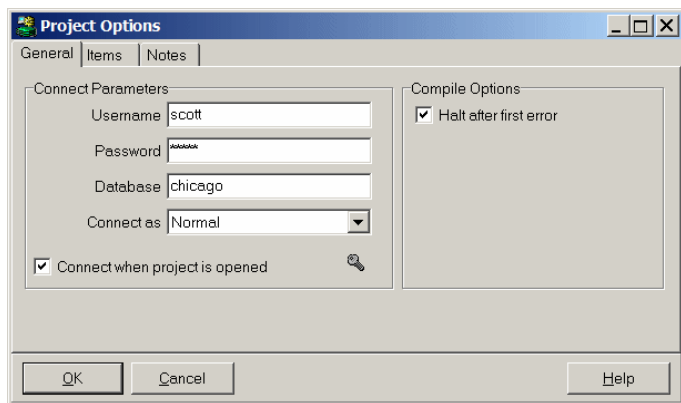 Project Options
General Items Notes
Connect Parameters
Username scott
Password *****
Database chicago
Connect as Normal
Connect when project is opened
Compile Options
Halt after first error
OK Cancel Help